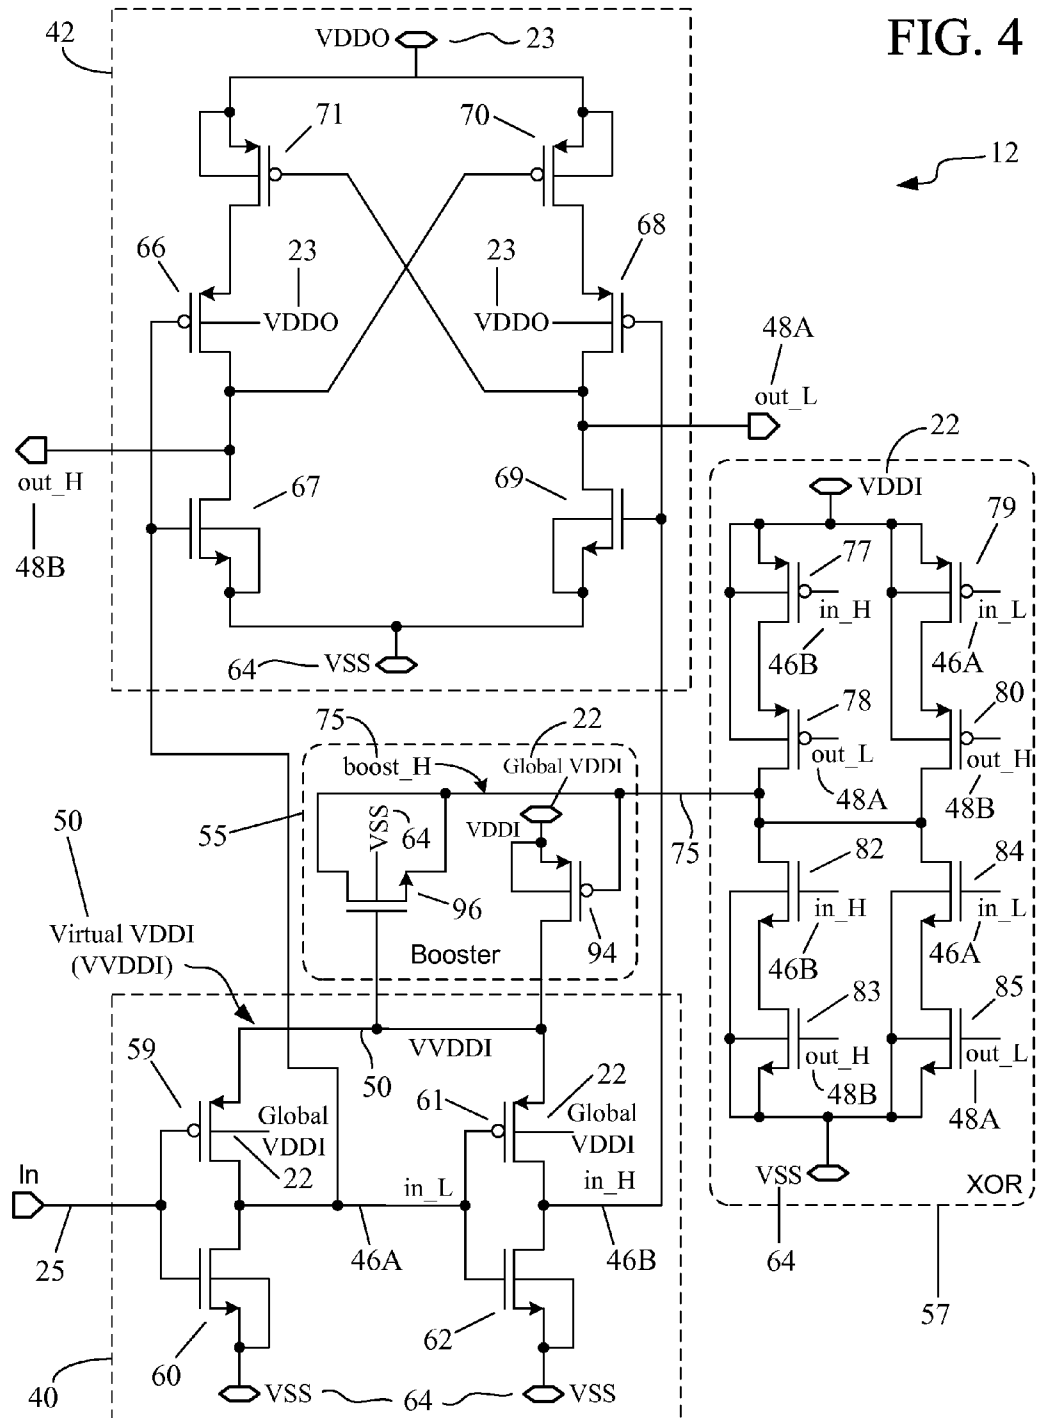 FIG. 4
42
VDDO
23
71
70
12
66
23
VDDO
68
23
VDDO
48A
out_L
out_H
48B
67
69
22
VDDI
79
77
in_H
46B
in_L
46A
64
VSS
78
out_L
48A
80
out_H
48B
75
boost_H
22
Global VDDI
VDDI
VSS
64
55
96
94
Booster
75
82
in_H
46B
84
in_L
46A
83
out_H
48B
85
out_L
48A
VSS
64
XOR
57
50
Virtual VDDI
(VVDDI)
VVDDI
50
59
Global
VDDI
22
61
22
Global
VDDI
In
25
in_L
46A
in_H
46B
60
62
40
VSS
64
VSS